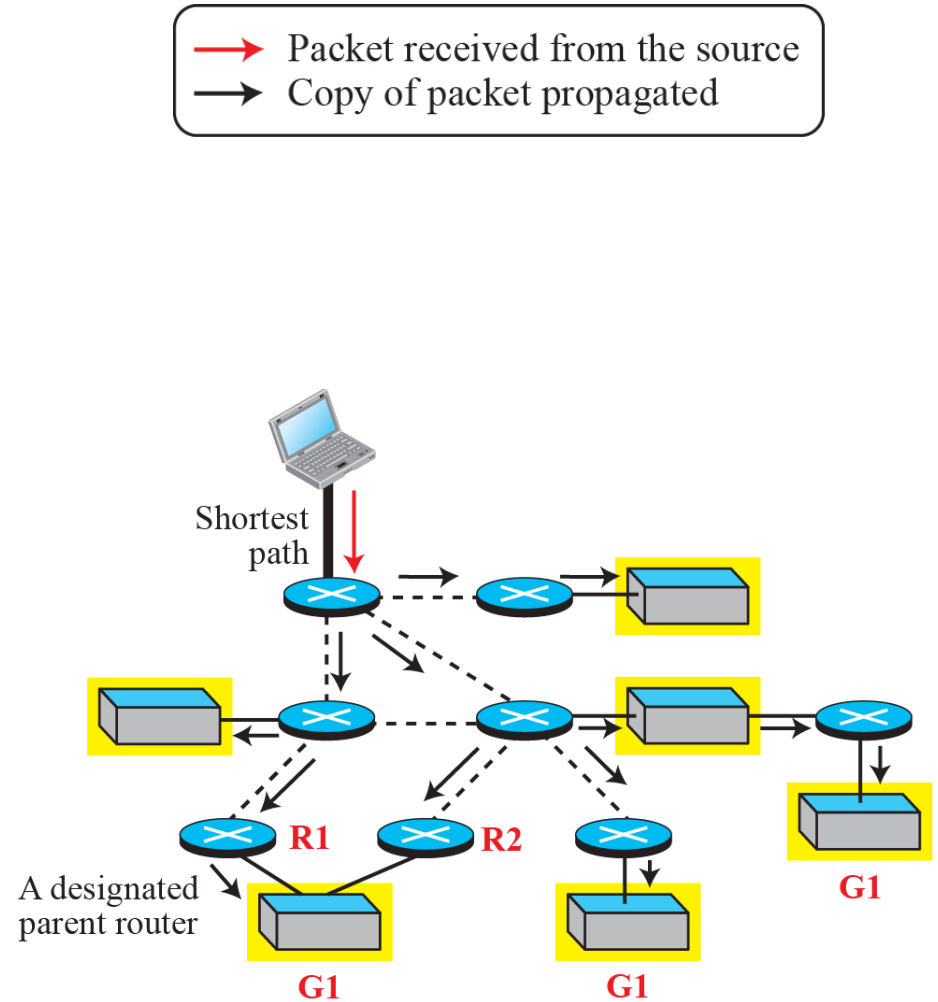 Packet received from the source
Copy of packet propagated
Shortest
path
R1
R2
A designated
parent router
G1
G1
G1